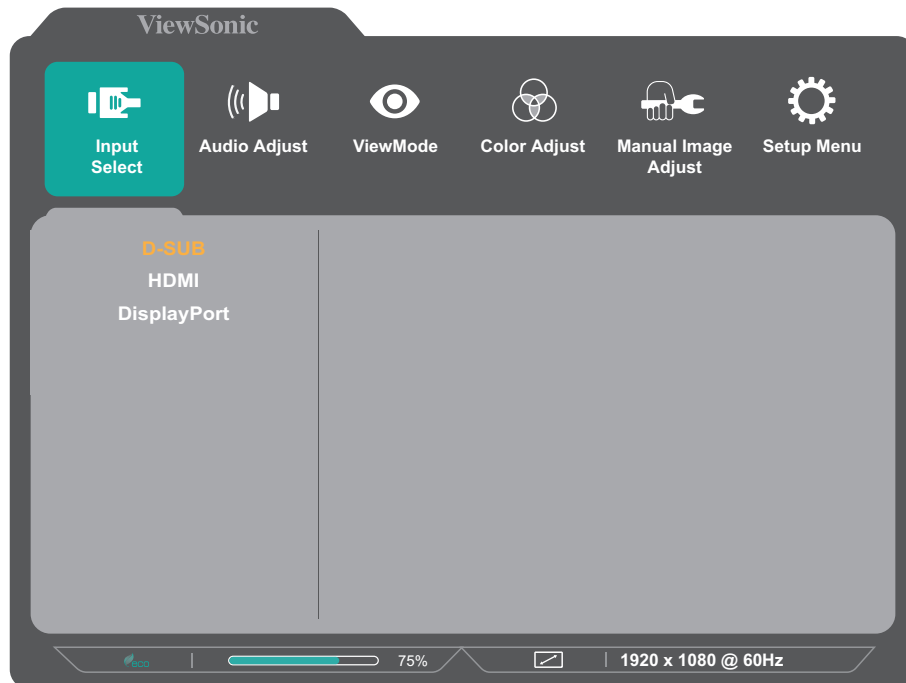 ViewSonic
Input
Select
Audio Adjust
ViewMode
Color Adjust
Manual Image
Adjust
Setup Menu
D-SUB
HDMI
DisplayPort
eco
75%
1920 x 1080 @ 60Hz